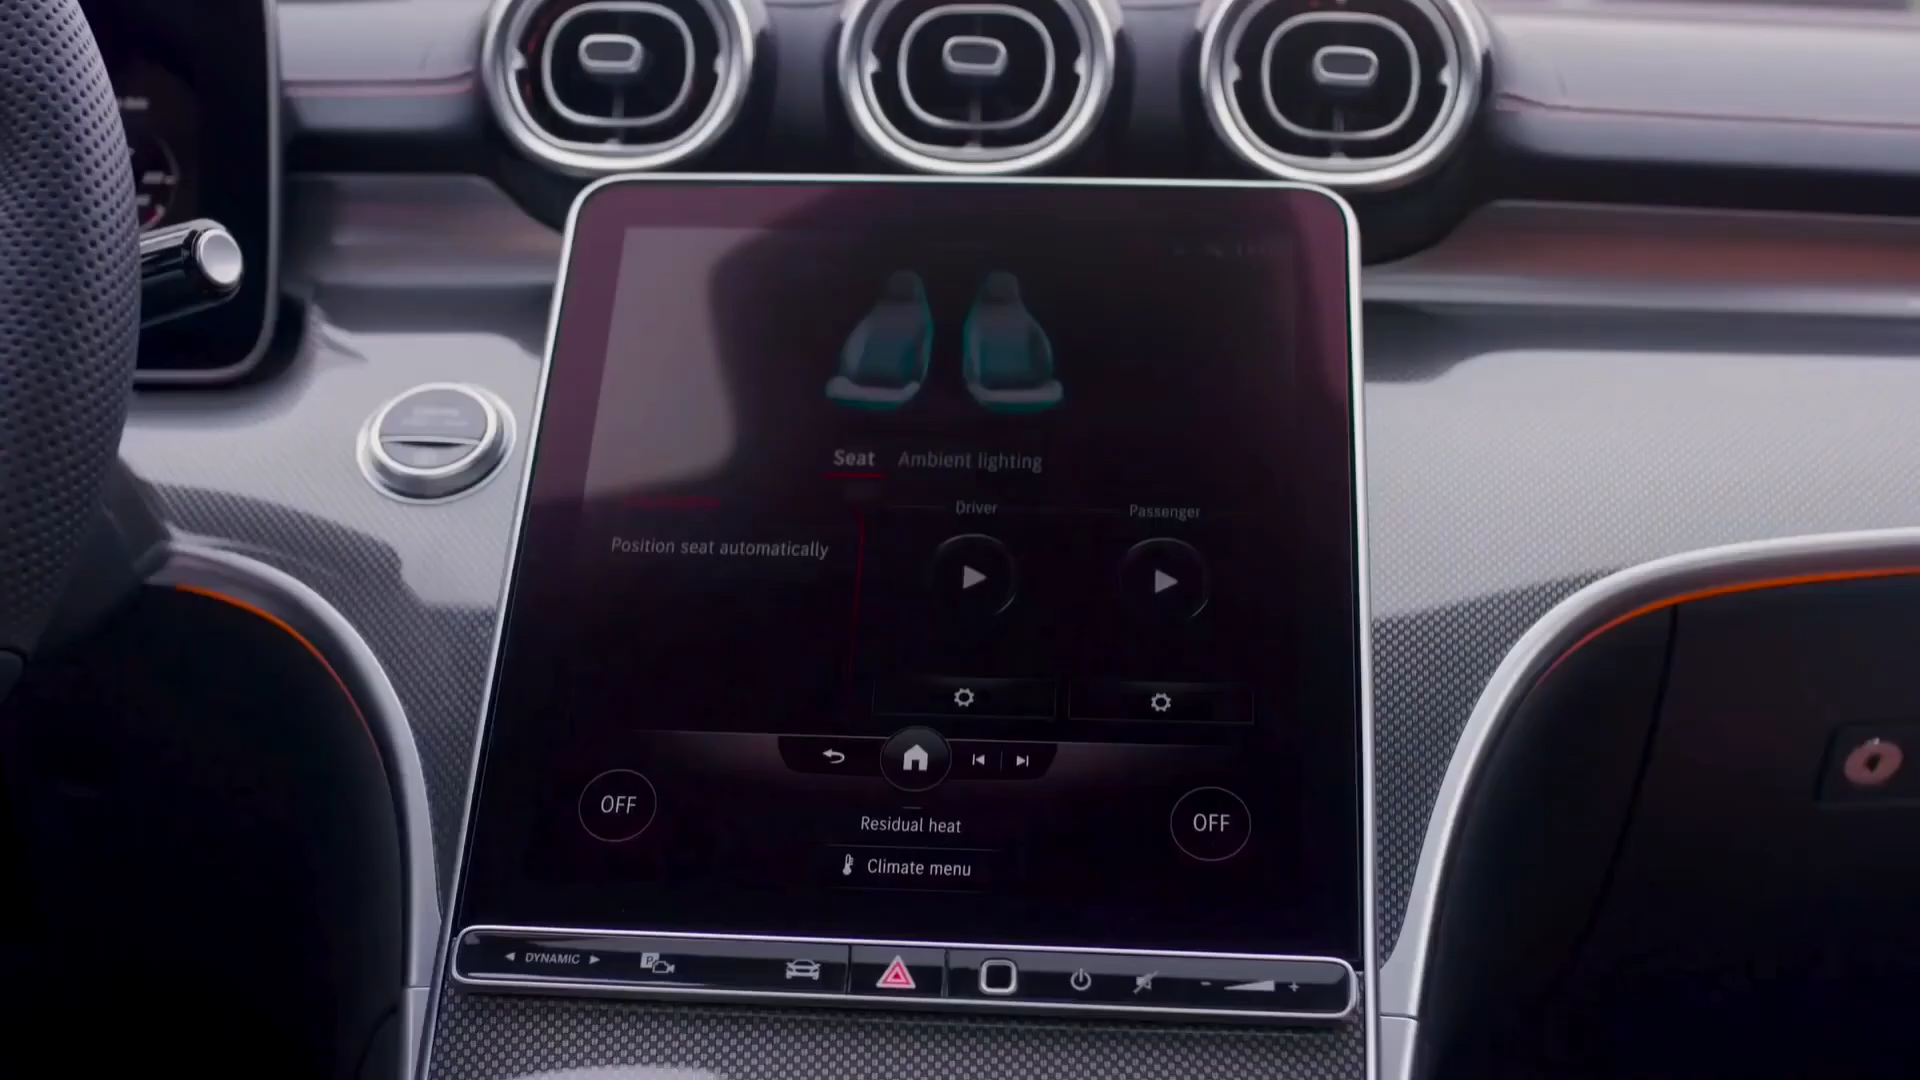 Seat Ambient lighting
Driver Passenger
Position seat automatically
OFF OFF
Residual heat
Climate menu
DYNAMIC
P